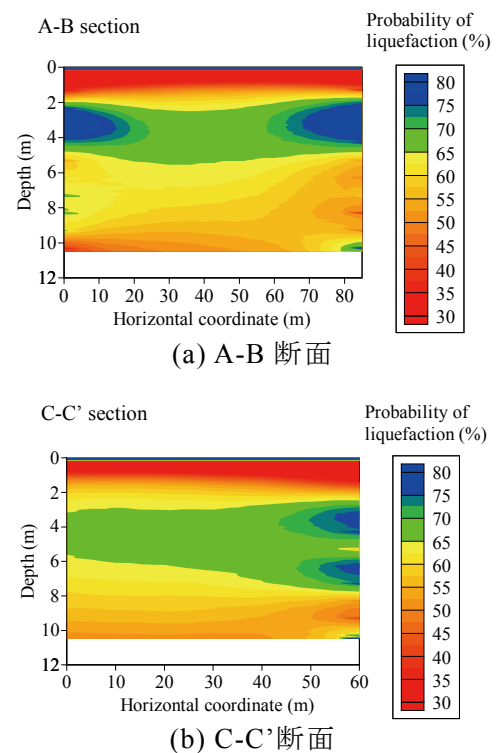 A-B section
Probability of
liquefaction (%)
0
2
4
6
8
10
12
Depth (m)
0 10 20 30 40 50 60 70 80
Horizontal coordinate (m)
80
75
70
65
60
55
50
45
40
35
30
(a) A-B 断面
C-C' section
Probability of
liquefaction (%)
0
2
4
6
8
10
12
Depth (m)
0 10 20 30 40 50 60
Horizontal coordinate (m)
80
75
70
65
60
55
50
45
40
35
30
(b) C-C'断面